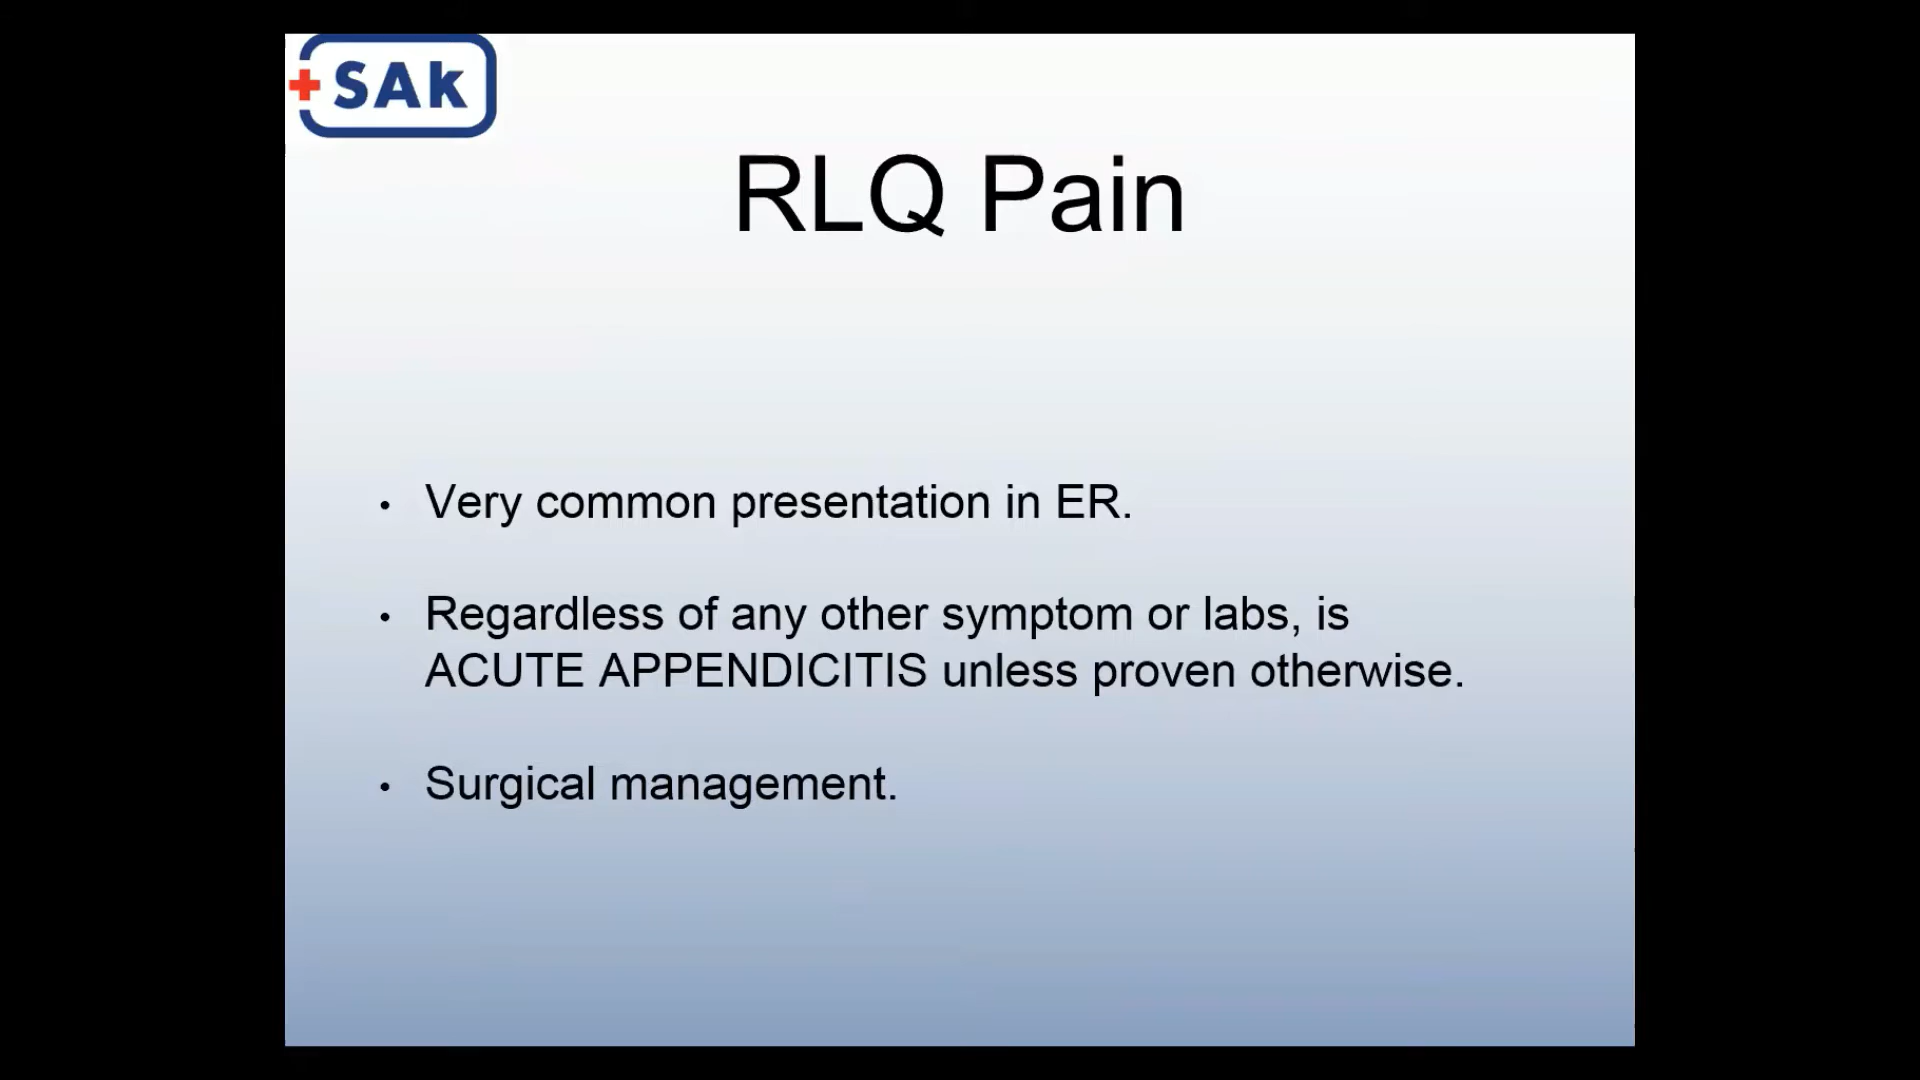 SAk
RLQ Pain
• Very common presentation in ER.
• Regardless of any other symptom or labs, is
ACUTE APPENDICITIS unless proven otherwise.
• Surgical management.